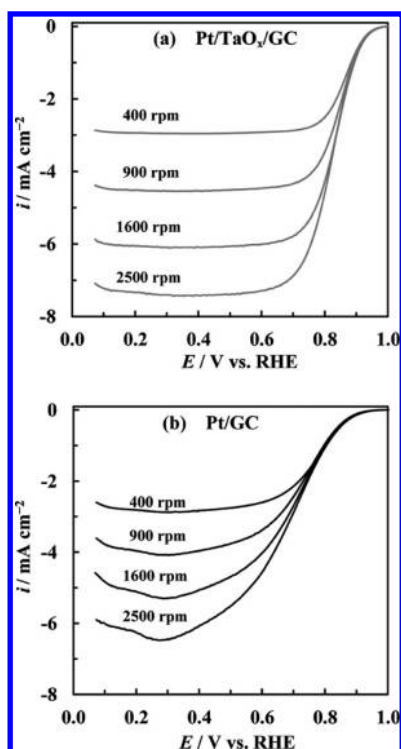 (a) Pt/TaOₓ/GC
0
400 rpm
-2
900 rpm
-4
1600 rpm
-6
2500 rpm
-8
i / mA cm⁻²
0.0 0.2 0.4 0.6 0.8 1.0
E / V vs. RHE
(b) Pt/GC
0
400 rpm
-2
900 rpm
-4
1600 rpm
2500 rpm
-6
-8
i / mA cm⁻²
0.0 0.2 0.4 0.6 0.8 1.0
E / V vs. RHE